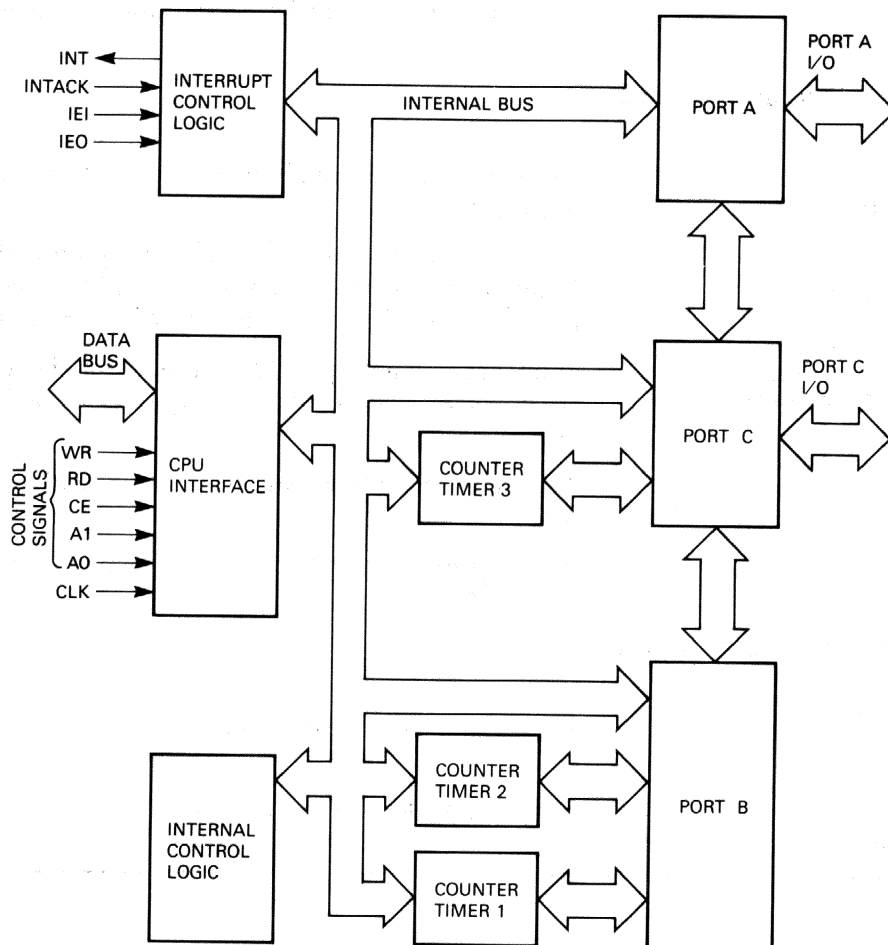 INT
INTACK
IEI
IEO
INTERRUPT
CONTROL
LOGIC
INTERNAL BUS
PORT A
PORT A
I/O
DATA
BUS
CONTROL
SIGNALS
WR
RD
CE
A1
A0
CLK
CPU
INTERFACE
COUNTER
TIMER 3
PORT C
PORT C
I/O
INTERNAL
CONTROL
LOGIC
COUNTER
TIMER 2
COUNTER
TIMER 1
PORT B